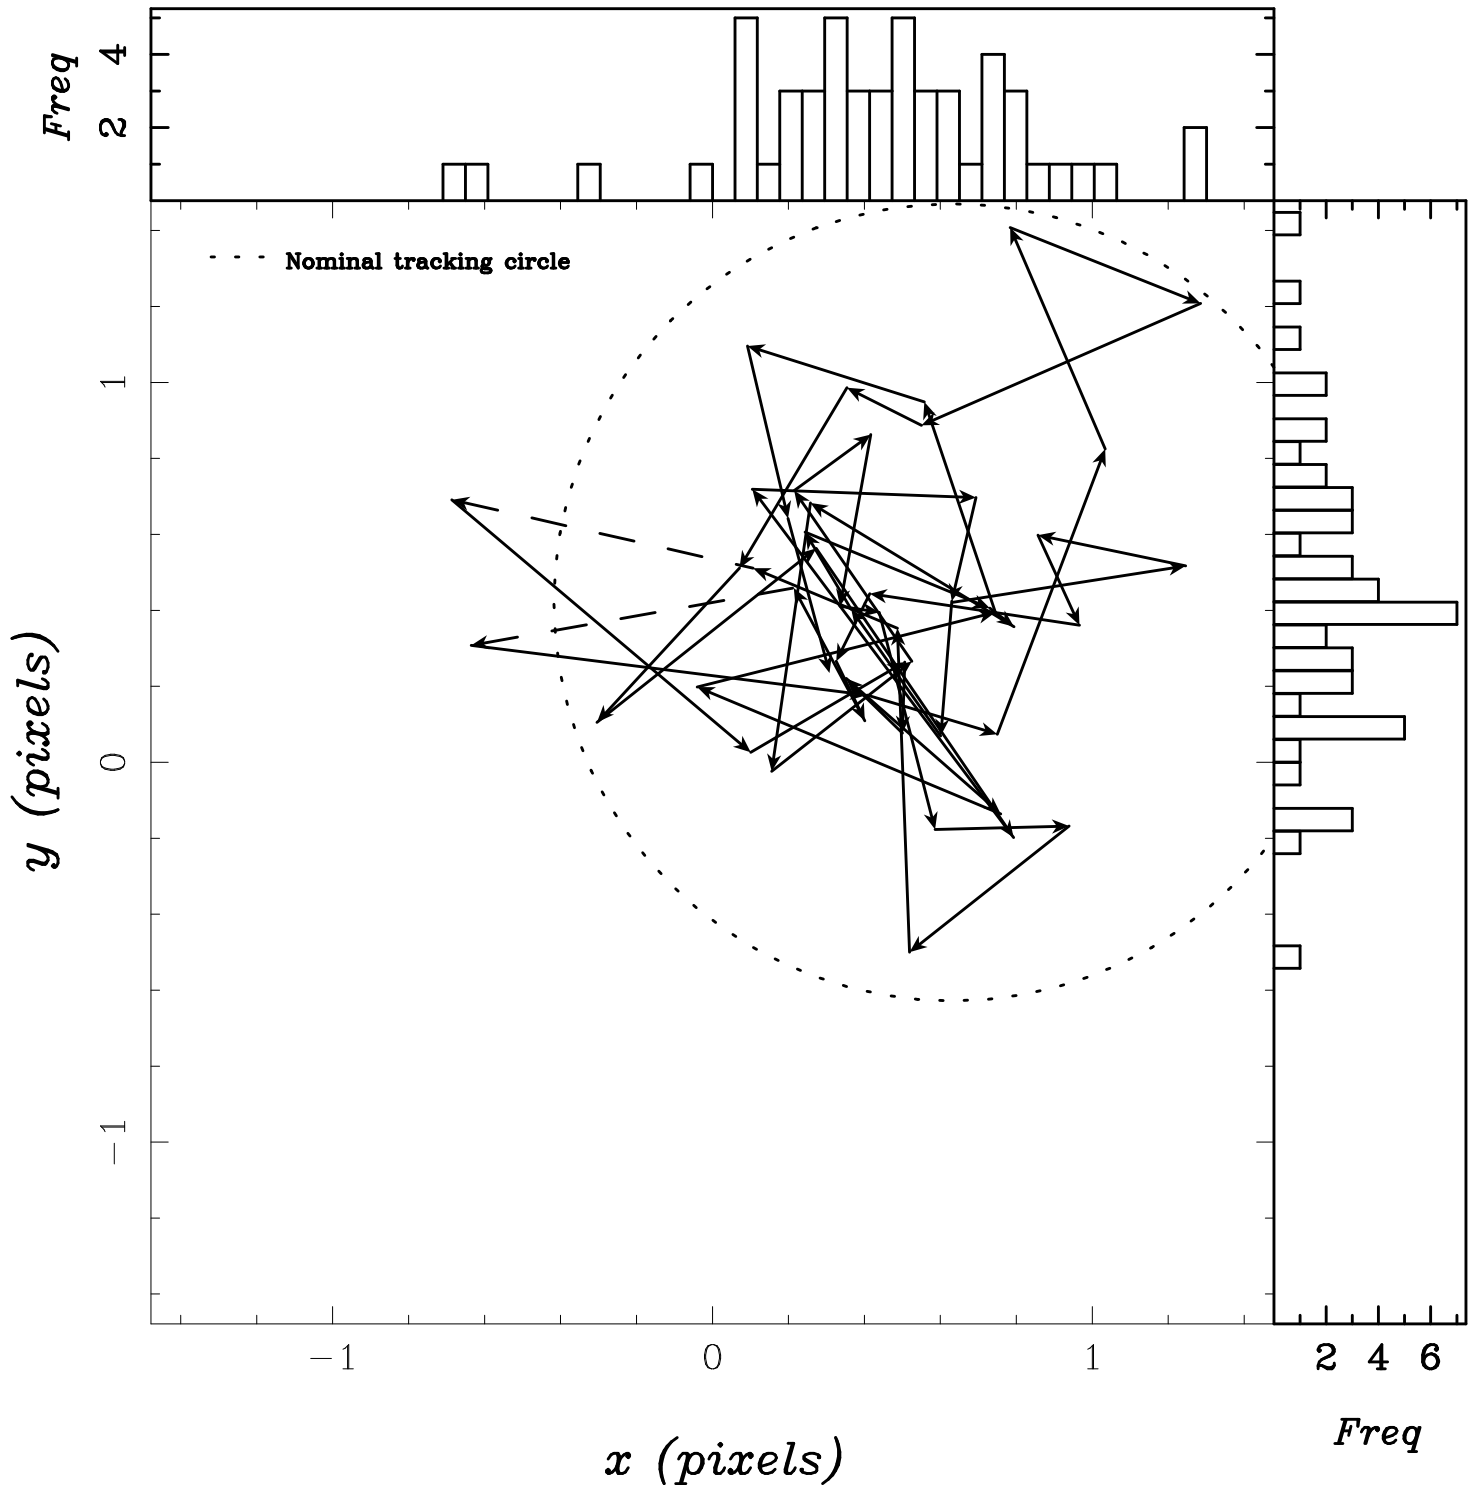 Freq
4
2
Nominal tracking circle
1
0
−1
y (pixels)
−1 0 1
2 4 6
x (pixels)
Freq